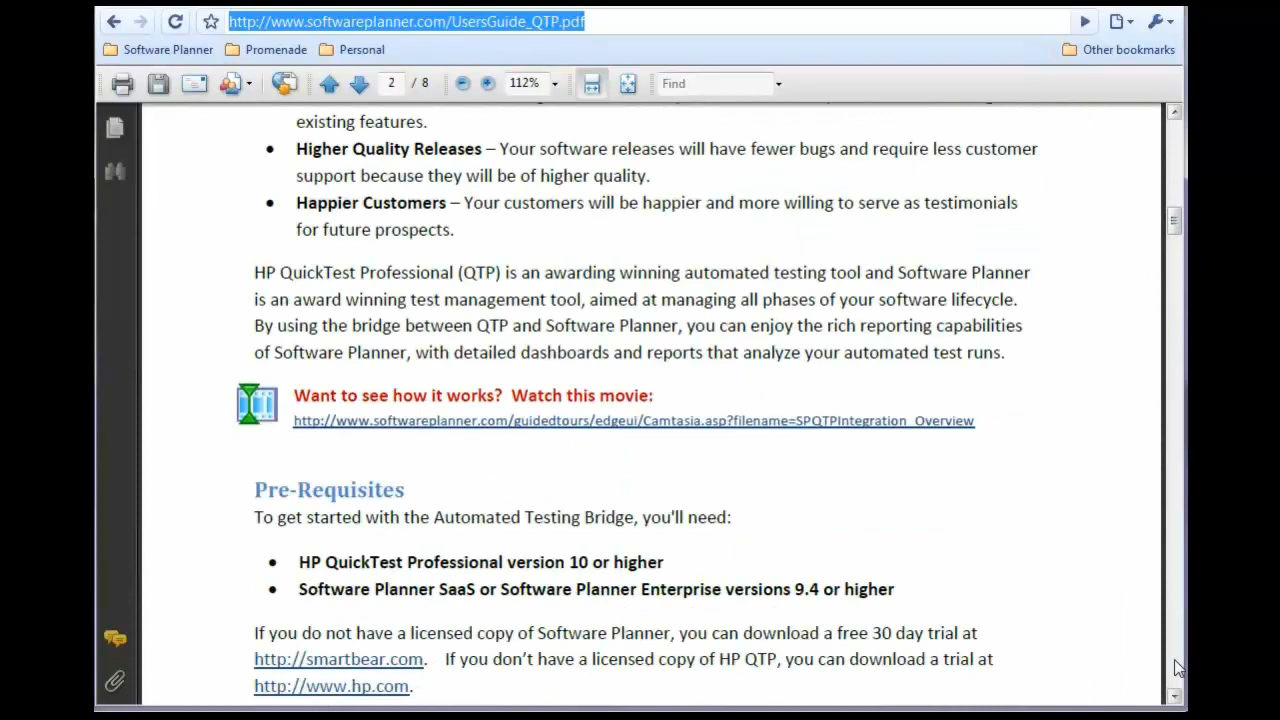 http://www.softwareplanner.com/UsersGuide_QTP.pdf
Software Planner
Promenade
Personal
Other bookmarks
2 / 8
112%
Find
existing features.
• Higher Quality Releases – Your software releases will have fewer bugs and require less customer
support because they will be of higher quality.
• Happier Customers – Your customers will be happier and more willing to serve as testimonials
for future prospects.
HP QuickTest Professional (QTP) is an awarding winning automated testing tool and Software Planner
is an award winning test management tool, aimed at managing all phases of your software lifecycle.
By using the bridge between QTP and Software Planner, you can enjoy the rich reporting capabilities
of Software Planner, with detailed dashboards and reports that analyze your automated test runs.
Want to see how it works? Watch this movie:
http://www.softwareplanner.com/guidedtours/edgeui/Camtasia.asp?filename=SPQTPIntegration_Overview
Pre-Requisites
To get started with the Automated Testing Bridge, you'll need:
• HP QuickTest Professional version 10 or higher
• Software Planner SaaS or Software Planner Enterprise versions 9.4 or higher
If you do not have a licensed copy of Software Planner, you can download a free 30 day trial at
http://smartbear.com. If you don't have a licensed copy of HP QTP, you can download a trial at
http://www.hp.com.